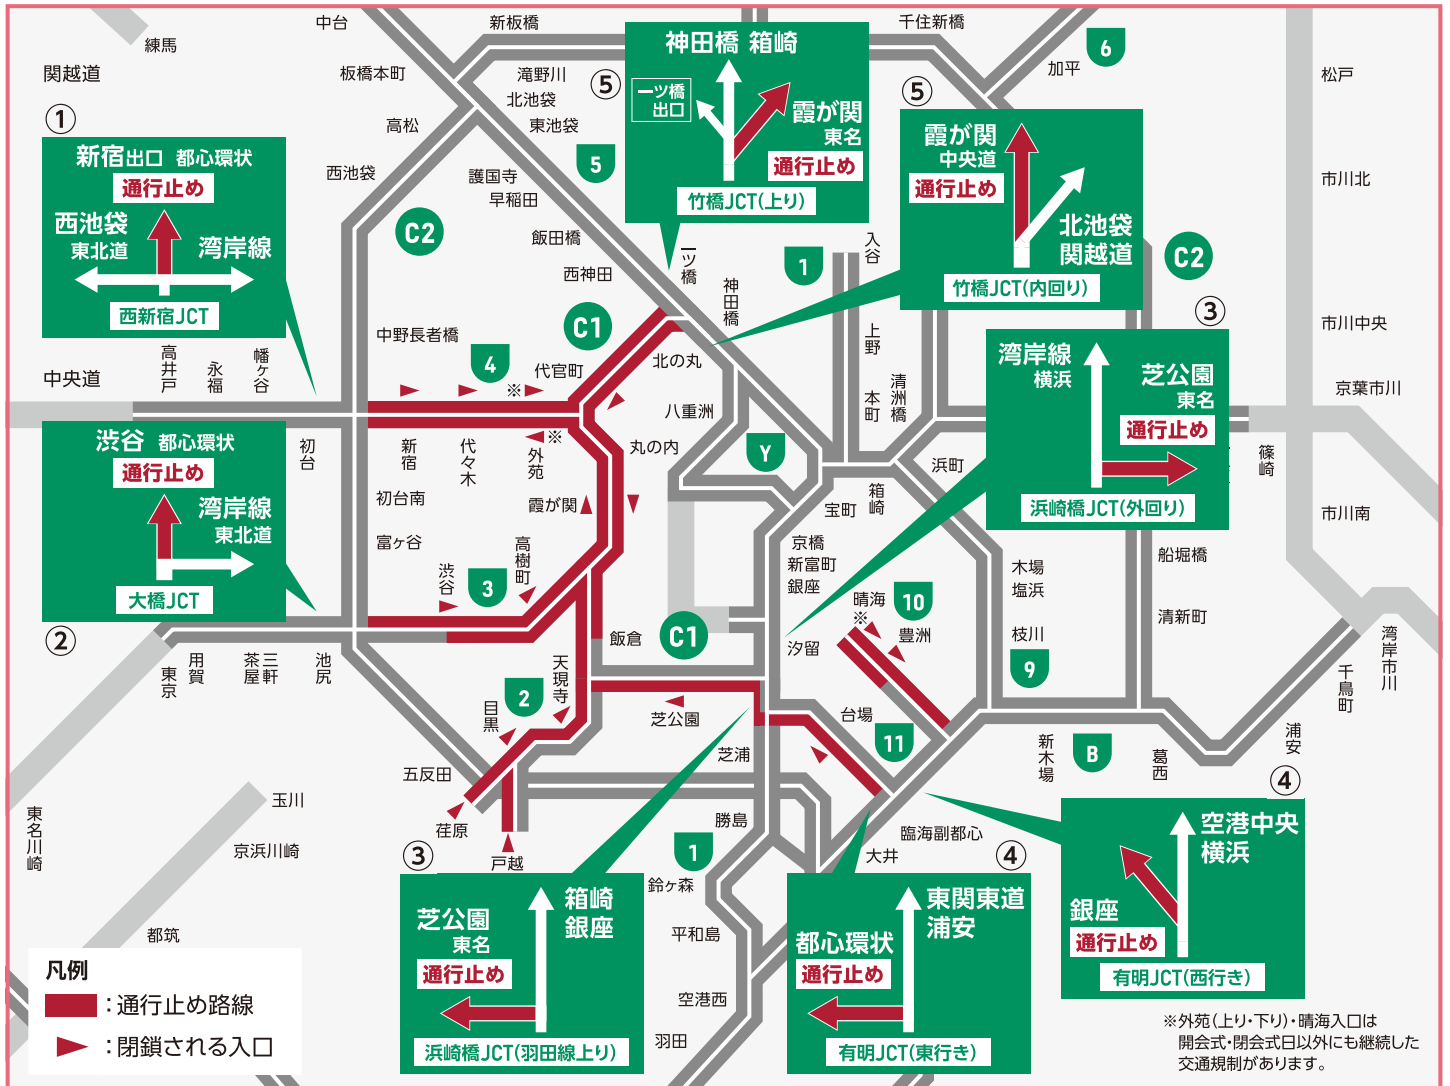 中台
新板橋
千住新橋
練馬
関越道
板橋本町
滝野川
北池袋
東池袋
高松
西池袋
護国寺
早稲田
飯田橋
西神田
加平
松戸
市川北
市川中央
京葉市川
市川南
⑤
神田橋 箱崎
一ツ橋
出口
霞が関
東名
通行止め
竹橋JCT(上り)
⑤
霞が関
中央道
通行止め
北池袋
関越道
竹橋JCT(内回り)
①
新宿出口 都心環状
通行止め
西池袋
東北道
湾岸線
西新宿JCT
③
湾岸線
横浜
芝公園
東名
通行止め
浜崎橋JCT(外回り)
5
6
C2
C2
1
C1
4
一ツ橋
神田橋
入谷
上野
本町
清洲橋
中野長者橋
代官町
※
※
北の丸
八重洲
丸の内
中央道
高井戸
永福
幡ヶ谷
初台
新宿
代々木
外苑
初台南
霞が関
富ヶ谷
渋谷
高樹町
3
Y
浜町
箱崎
宝町
京橋
新富町
銀座
篠崎
船堀橋
清新町
木場
塩浜
枝川
9
晴海
※
10
豊洲
汐留
C1
飯倉
②
渋谷 都心環状
通行止め
湾岸線
東北道
大橋JCT
東京
用賀
三軒
茶屋
池尻
天現寺
2
目黒
芝公園
芝浦
台場
11
五反田
荏原
戸越
勝島
1
鈴ヶ森
平和島
空港西
羽田
大井
臨海副都心
新木場
B
葛西
浦安
千鳥町
湾岸市川
玉川
京浜川崎
東名川崎
都筑
③
芝公園
東名
通行止め
箱崎
銀座
浜崎橋JCT(羽田線上り)
④
都心環状
通行止め
東関東道
浦安
有明JCT(東行き)
④
空港中央
横浜
銀座
通行止め
有明JCT(西行き)
凡例
：通行止め路線
：閉鎖される入口
※外苑（上り・下り）・晴海入口は
開会式・閉会式日以外にも継続した
交通規制があります。